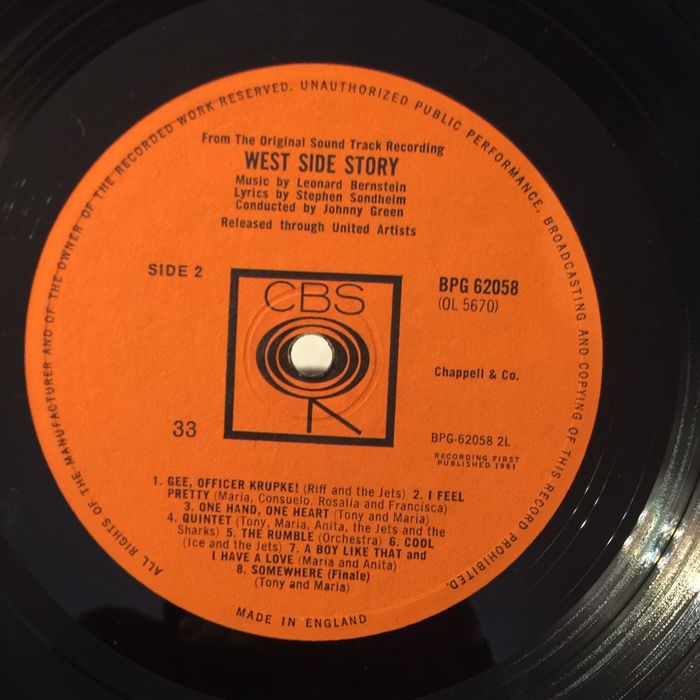 ALL RIGHTS OF THE MANUFACTURER AND OF THE OWNER OF THE RECORDED WORK RESERVED. UNAUTHORIZED PUBLIC PERFORMANCE, BROADCASTING AND COPYING OF THIS RECORD PROHIBITED.
From The Original Sound Track Recording
WEST SIDE STORY
Music by Leonard Bernstein
Lyrics by Stephen Sondheim
Conducted by Johnny Green
Released through United Artists
SIDE 2
CBS
BPG 62058
(OL 5670)
Chappell & Co.
33
BPG-62058 2L
RECORDING FIRST
PUBLISHED 1961
1. GEE, OFFICER KRUPKE! (Riff and the Jets) 2. I FEEL
PRETTY (Maria, Consuelo, Rosalia and Francisca)
3. ONE HAND, ONE HEART (Tony and Maria)
4. QUINTET (Tony, Maria, Anita, the Jets and the
Sharks) 5. THE RUMBLE (Orchestra) 6. COOL
(Ice and the Jets) 7. A BOY LIKE THAT and
I HAVE A LOVE (Maria and Anita)
8. SOMEWHERE (Finale)
(Tony and Maria)
MADE IN ENGLAND